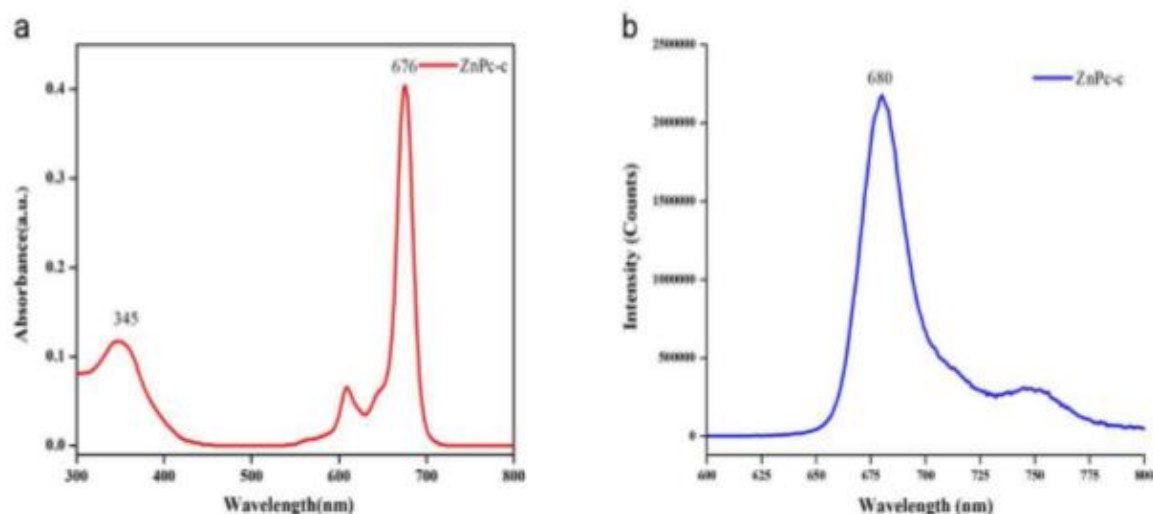 a
676
ZnPc-c
345
Absorbance(a.u.)
0.4
0.3
0.2
0.1
0.0
300 400 500 600 700 800
Wavelength(nm)
b
680
ZnPc-c
Intensity (Counts)
2500000
2000000
1500000
1000000
500000
0
600 625 650 675 700 725 750 775 800
Wavelength (nm)